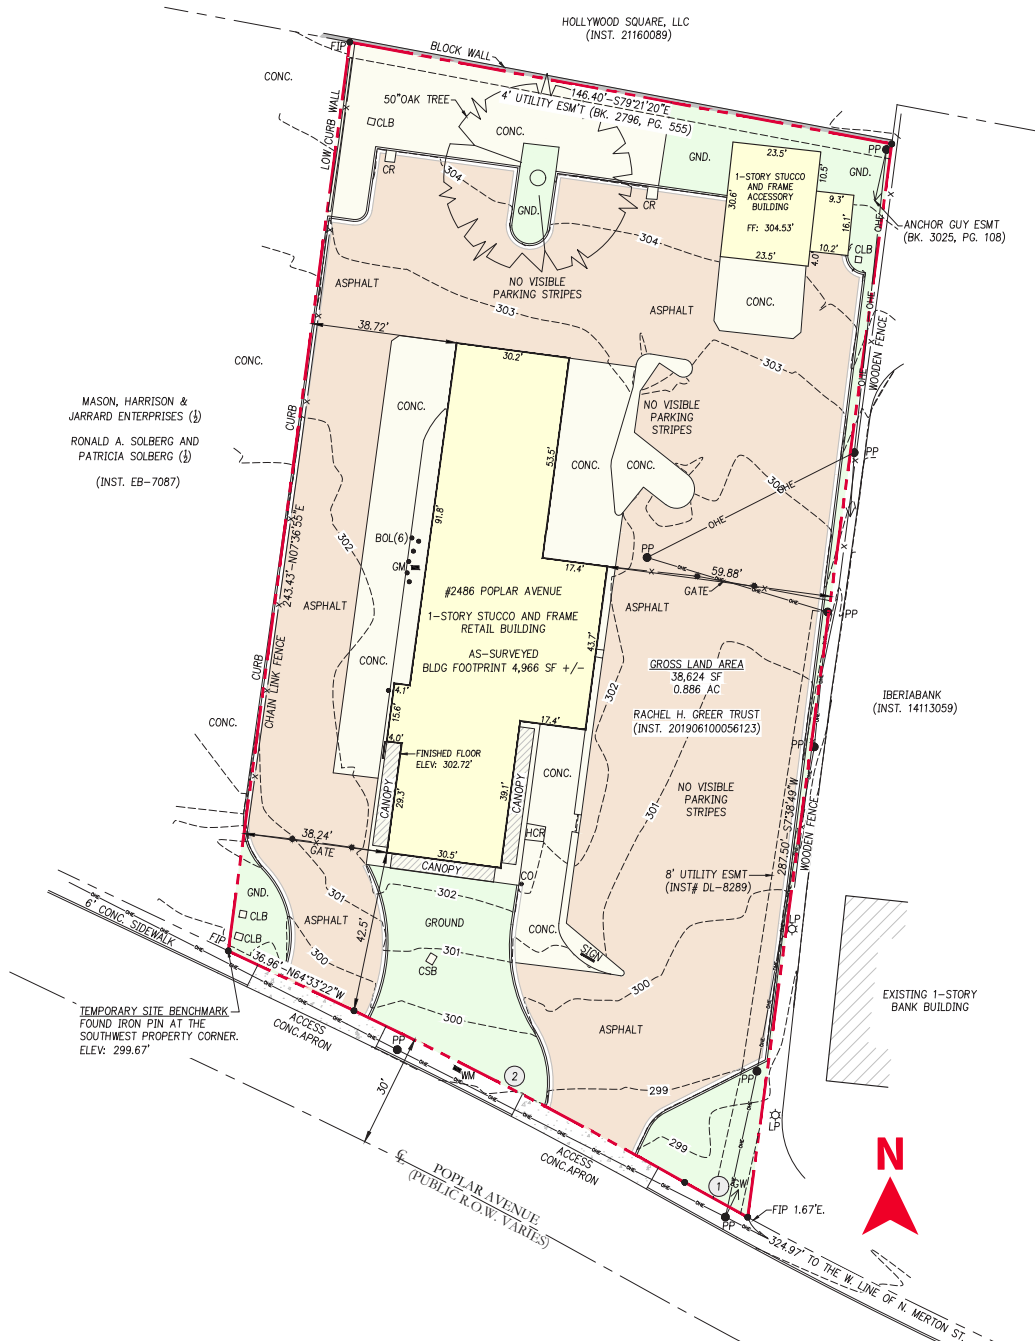 HOLLYWOOD SQUARE, LLC
(INST. 21160089)
FIP
BLOCK WALL
CONC.
146.40'-S79°21'20"E
4' UTILITY ESM'T (BK. 2796, PG. 555)
50"OAK TREE
CONC.
CLB
LOW CURB WALL
CR
304
GND.
GND.
CR
304
23.5'
10.5'
1-STORY STUCCO
AND FRAME
ACCESSORY
BUILDING
FF: 304.53'
30.6'
9.3'
16.1'
10.2'
23.5'
4.0'
PP
GND.
OHE
ANCHOR GUY ESMT
(BK. 3025, PG. 108)
CLB
CONC.
ASPHALT
NO VISIBLE
PARKING STRIPES
303
ASPHALT
OHE
38.72'
30.2'
303
OHE
WOODEN FENCE
CONC.
MASON, HARRISON &
JARRARD ENTERPRISES (½)
RONALD A. SOLBERG AND
PATRICIA SOLBERG (½)
(INST. EB-7087)
CURB
CONC.
NO VISIBLE
PARKING
STRIPES
53.5'
CONC.
CONC.
PP
OHE
OHE
91.8'
243.43'-N07°36'55"E
302
BOL(6)
GM
PP
59.88'
GATE
17.4'
PP
#2486 POPLAR AVENUE
1-STORY STUCCO AND FRAME
RETAIL BUILDING
AS-SURVEYED
BLDG FOOTPRINT 4,966 SF +/-
ASPHALT
ASPHALT
43.7'
CURB
CHAIN LINK FENCE
CONC.
GROSS LAND AREA
38,624 SF
0.886 AC
RACHEL H. GREER TRUST
(INST. 201906100056123)
302
IBERIABANK
(INST. 14113059)
CONC.
4.1'
15.6'
4.0'
17.4'
FINISHED FLOOR
ELEV: 302.72'
PP
CANOPY
29.3'
39.1'
CANOPY
CONC.
NO VISIBLE
PARKING
STRIPES
301
287.50'-S7°38'49"W
WOODEN FENCE
38.24'
GATE
30.5'
CANOPY
HCR
CO
8' UTILITY ESMT
(INST# DL-8289)
GND.
CLB
CLB
301
ASPHALT
42.5'
302
GROUND
301
CONC.
SIGN
LP
6' CONC. SIDEWALK
FIP
300
CSB
300
300
136.96'-N64°33'22"W
EXISTING 1-STORY
BANK BUILDING
TEMPORARY SITE BENCHMARK
FOUND IRON PIN AT THE
SOUTHWEST PROPERTY CORNER.
ELEV: 299.67'
ACCESS
CONC.APRON
PP
WM
30'
2
ASPHALT
299
PP
LP
299
ACCESS
CONC.APRON
1
GW
PP
FIP 1.67'E.
N
POPLAR AVENUE
(PUBLIC R.O.W. VARIES)
324.97' TO THE W. LINE OF N. MERTON ST.